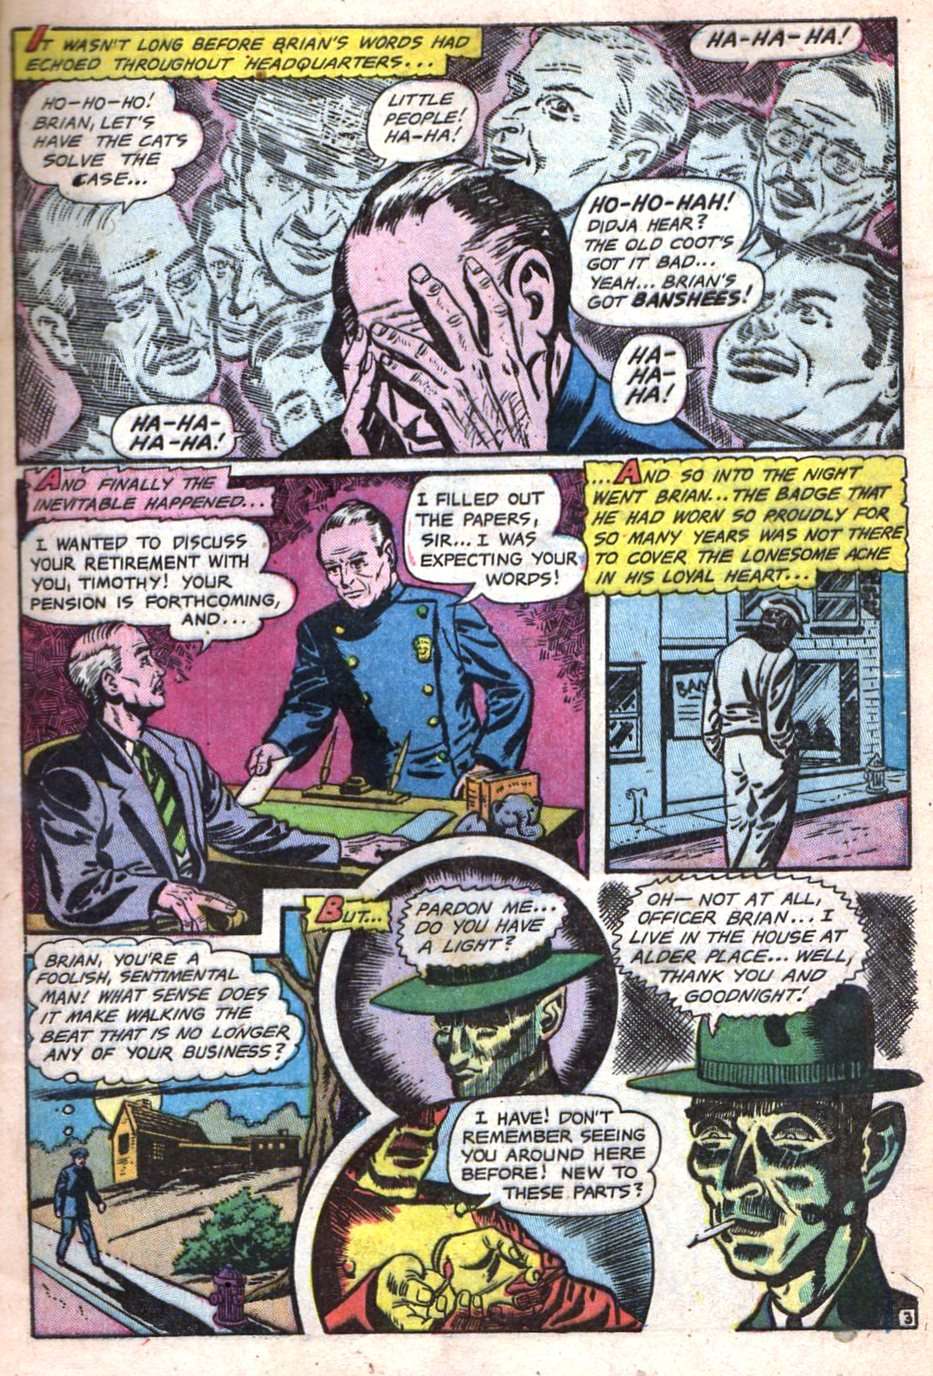 IT WASN'T LONG BEFORE BRIAN'S WORDS HAD
ECHOED THROUGHOUT HEADQUARTERS...
HO-HO-HO!
BRIAN, LET'S
HAVE THE CATS
SOLVE THE
CASE...
LITTLE
PEOPLE!
HA-HA!
HA-HA-HA!
HO-HO-HAH!
DIDJA HEAR?
THE OLD COOT'S
GOT IT BAD...
YEAH... BRIAN'S
GOT BANSHEES!
HA-
HA-
HA!
HA-HA-
HA-HA!
AND FINALLY THE
INEVITABLE HAPPENED...
I WANTED TO DISCUSS
YOUR RETIREMENT WITH
YOU, TIMOTHY! YOUR
PENSION IS FORTHCOMING,
AND...
I FILLED OUT
THE PAPERS,
SIR... I WAS
EXPECTING YOUR
WORDS!
...AND SO INTO THE NIGHT
WENT BRIAN... THE BADGE THAT
HE HAD WORN SO PROUDLY FOR
SO MANY YEARS WAS NOT THERE
TO COVER THE LONESOME ACHE
IN HIS LOYAL HEART...
BAN
BRIAN, YOU'RE A
FOOLISH, SENTIMENTAL
MAN! WHAT SENSE DOES
IT MAKE WALKING THE
BEAT THAT IS NO LONGER
ANY OF YOUR BUSINESS?
BUT...
PARDON ME...
DO YOU HAVE
A LIGHT?
I HAVE! DON'T
REMEMBER SEEING
YOU AROUND HERE
BEFORE! NEW TO
THESE PARTS?
OH- NOT AT ALL,
OFFICER BRIAN... I
LIVE IN THE HOUSE AT
ALDER PLACE... WELL,
THANK YOU AND
GOODNIGHT!
3